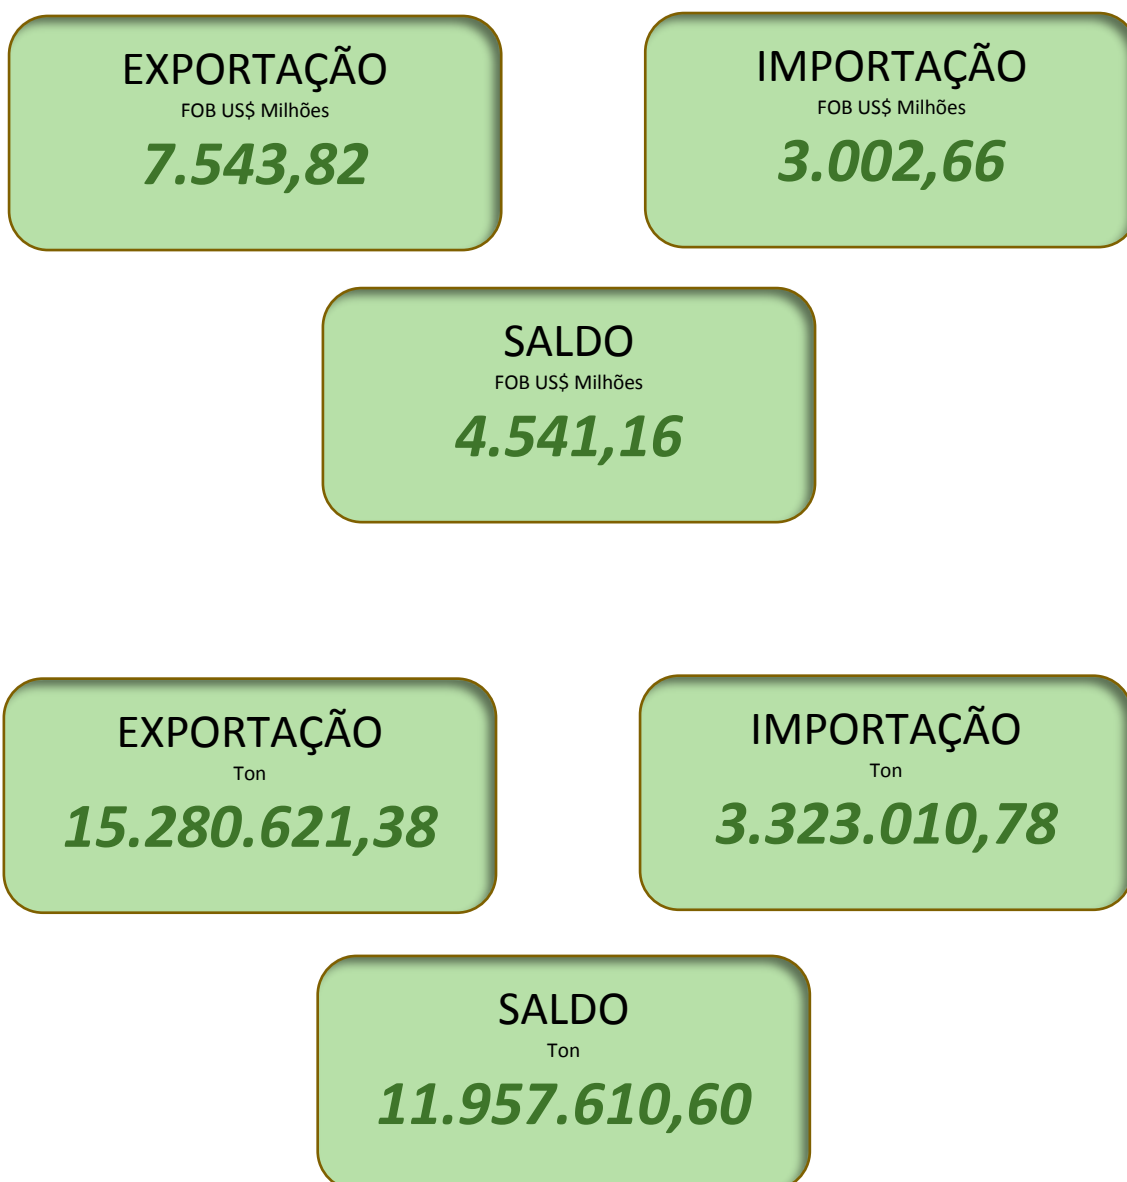 EXPORTAÇÃO
FOB US$ Milhões
7.543,82
IMPORTAÇÃO
FOB US$ Milhões
3.002,66
SALDO
FOB US$ Milhões
4.541,16
EXPORTAÇÃO
Ton
15.280.621,38
IMPORTAÇÃO
Ton
3.323.010,78
SALDO
Ton
11.957.610,60